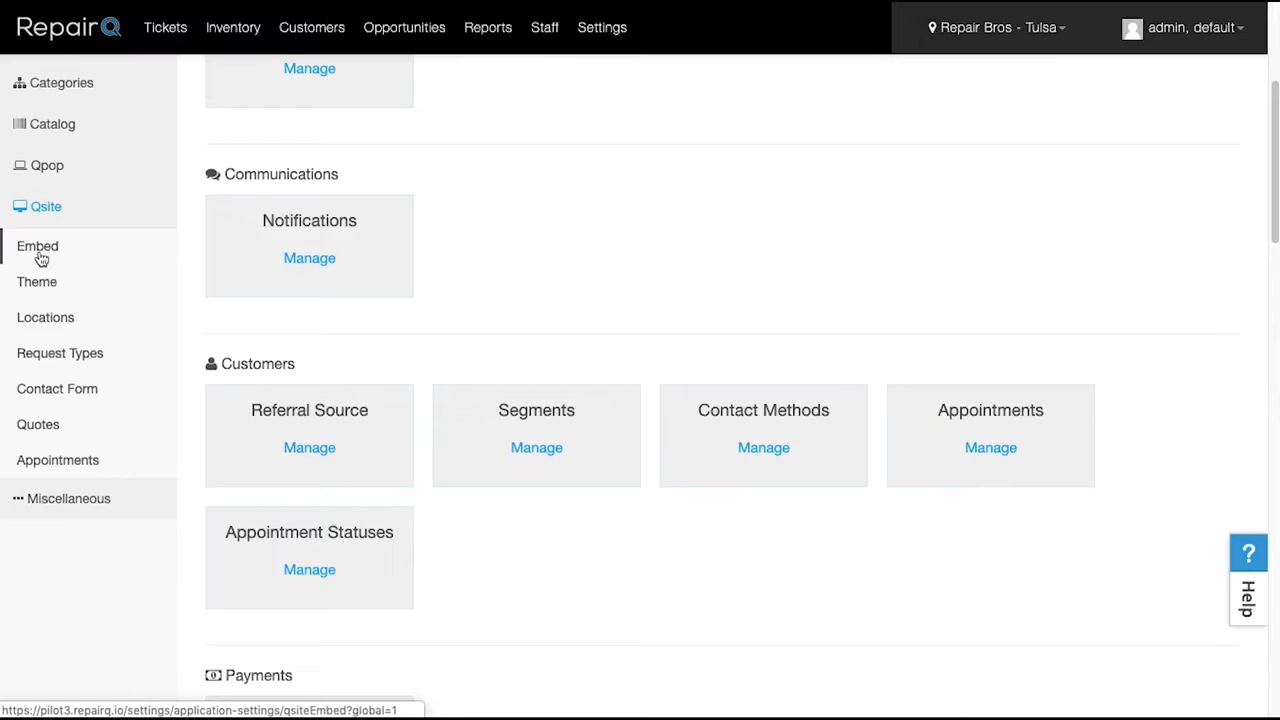 RepairQ Tickets Inventory Customers Opportunities Reports Staff Settings Repair Bros - Tulsa admin, default
Categories
Catalog
Qpop
Qsite
Embed
Theme
Locations
Request Types
Contact Form
Quotes
Appointments
Miscellaneous
Manage
Communications
Notifications
Manage
Customers
Referral Source Segments Contact Methods Appointments
Manage Manage Manage Manage
Appointment Statuses
Manage
Payments
? Help
https://pilot3.repairq.io/settings/application-settings/qsiteEmbed?global=1